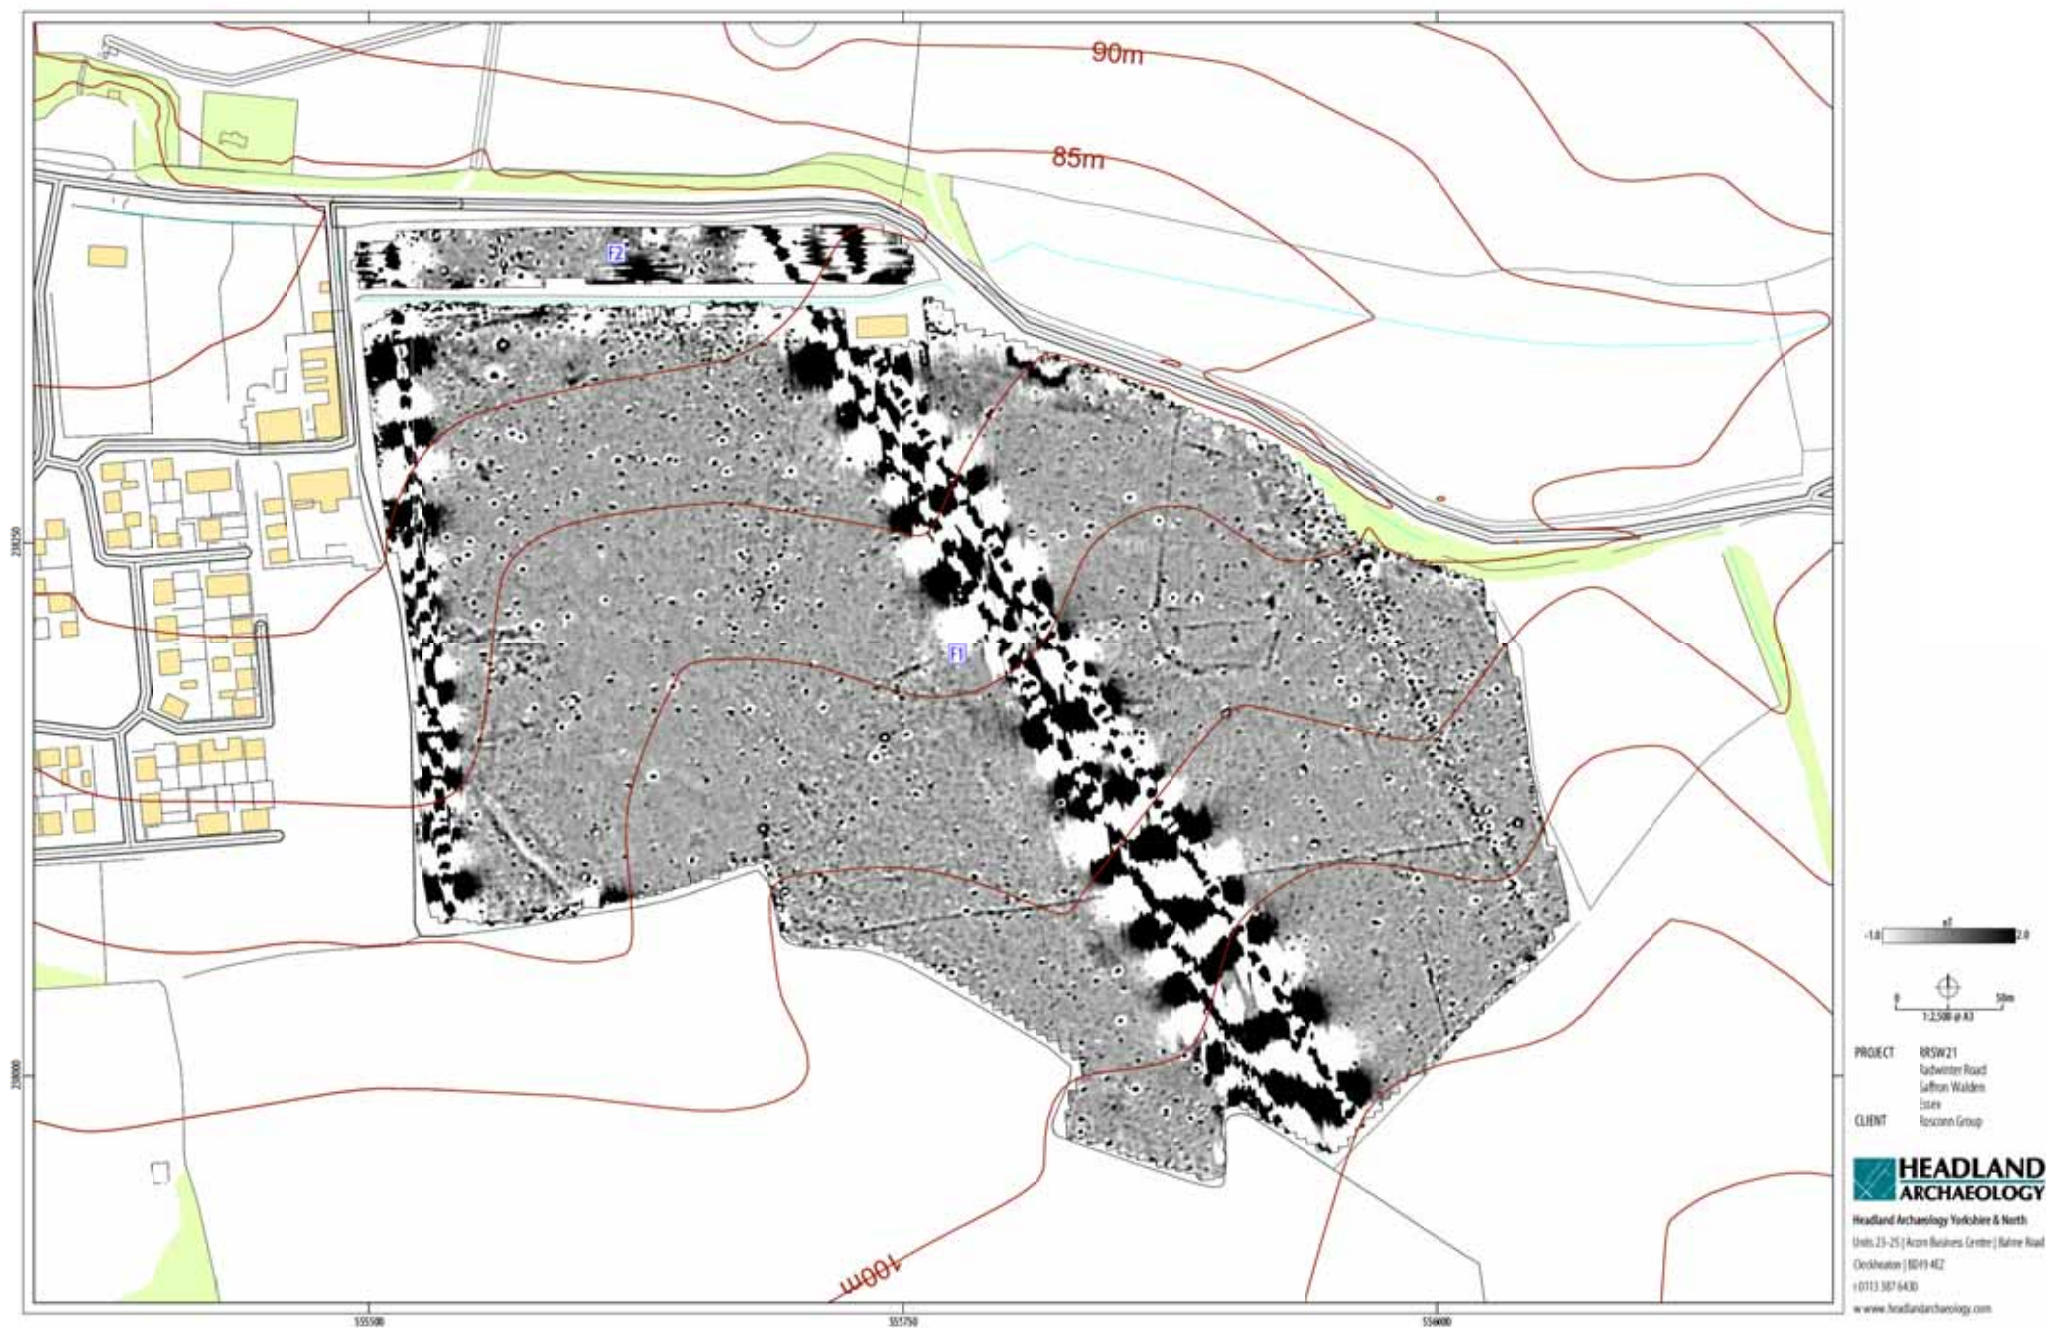 90m
85m
F2
F1
100m
238250
238000
555500
555750
556000
nT
-1.0
2.0
0
50m
1:2,500 @ A3
PROJECT
RRSW21
Radwinter Road
Saffron Walden
Essex
CLIENT
Rosconn Group
HEADLAND
ARCHAEOLOGY
Headland Archaeology Yorkshire & North
Units 23-25 | Acorn Business Centre | Balme Road
Cleckheaton | BD19 4EZ
t 0113 387 6430
w www.headlandarchaeology.com